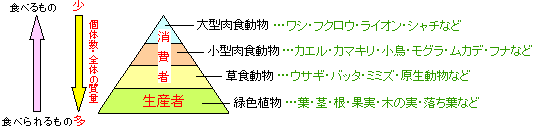 食べるもの
少
個体数・全体の質量
多
食べられるもの
消
費
者
生産者
大型肉食動物 …ワシ・フクロウ・ライオン・シャチなど
小型肉食動物 …カエル・カマキリ・小鳥・モグラ・ムカデ・フナなど
草食動物 …ウサギ・バッタ・ミミズ・原生動物など
緑色植物 …葉・茎・根・果実・木の実・落ち葉など